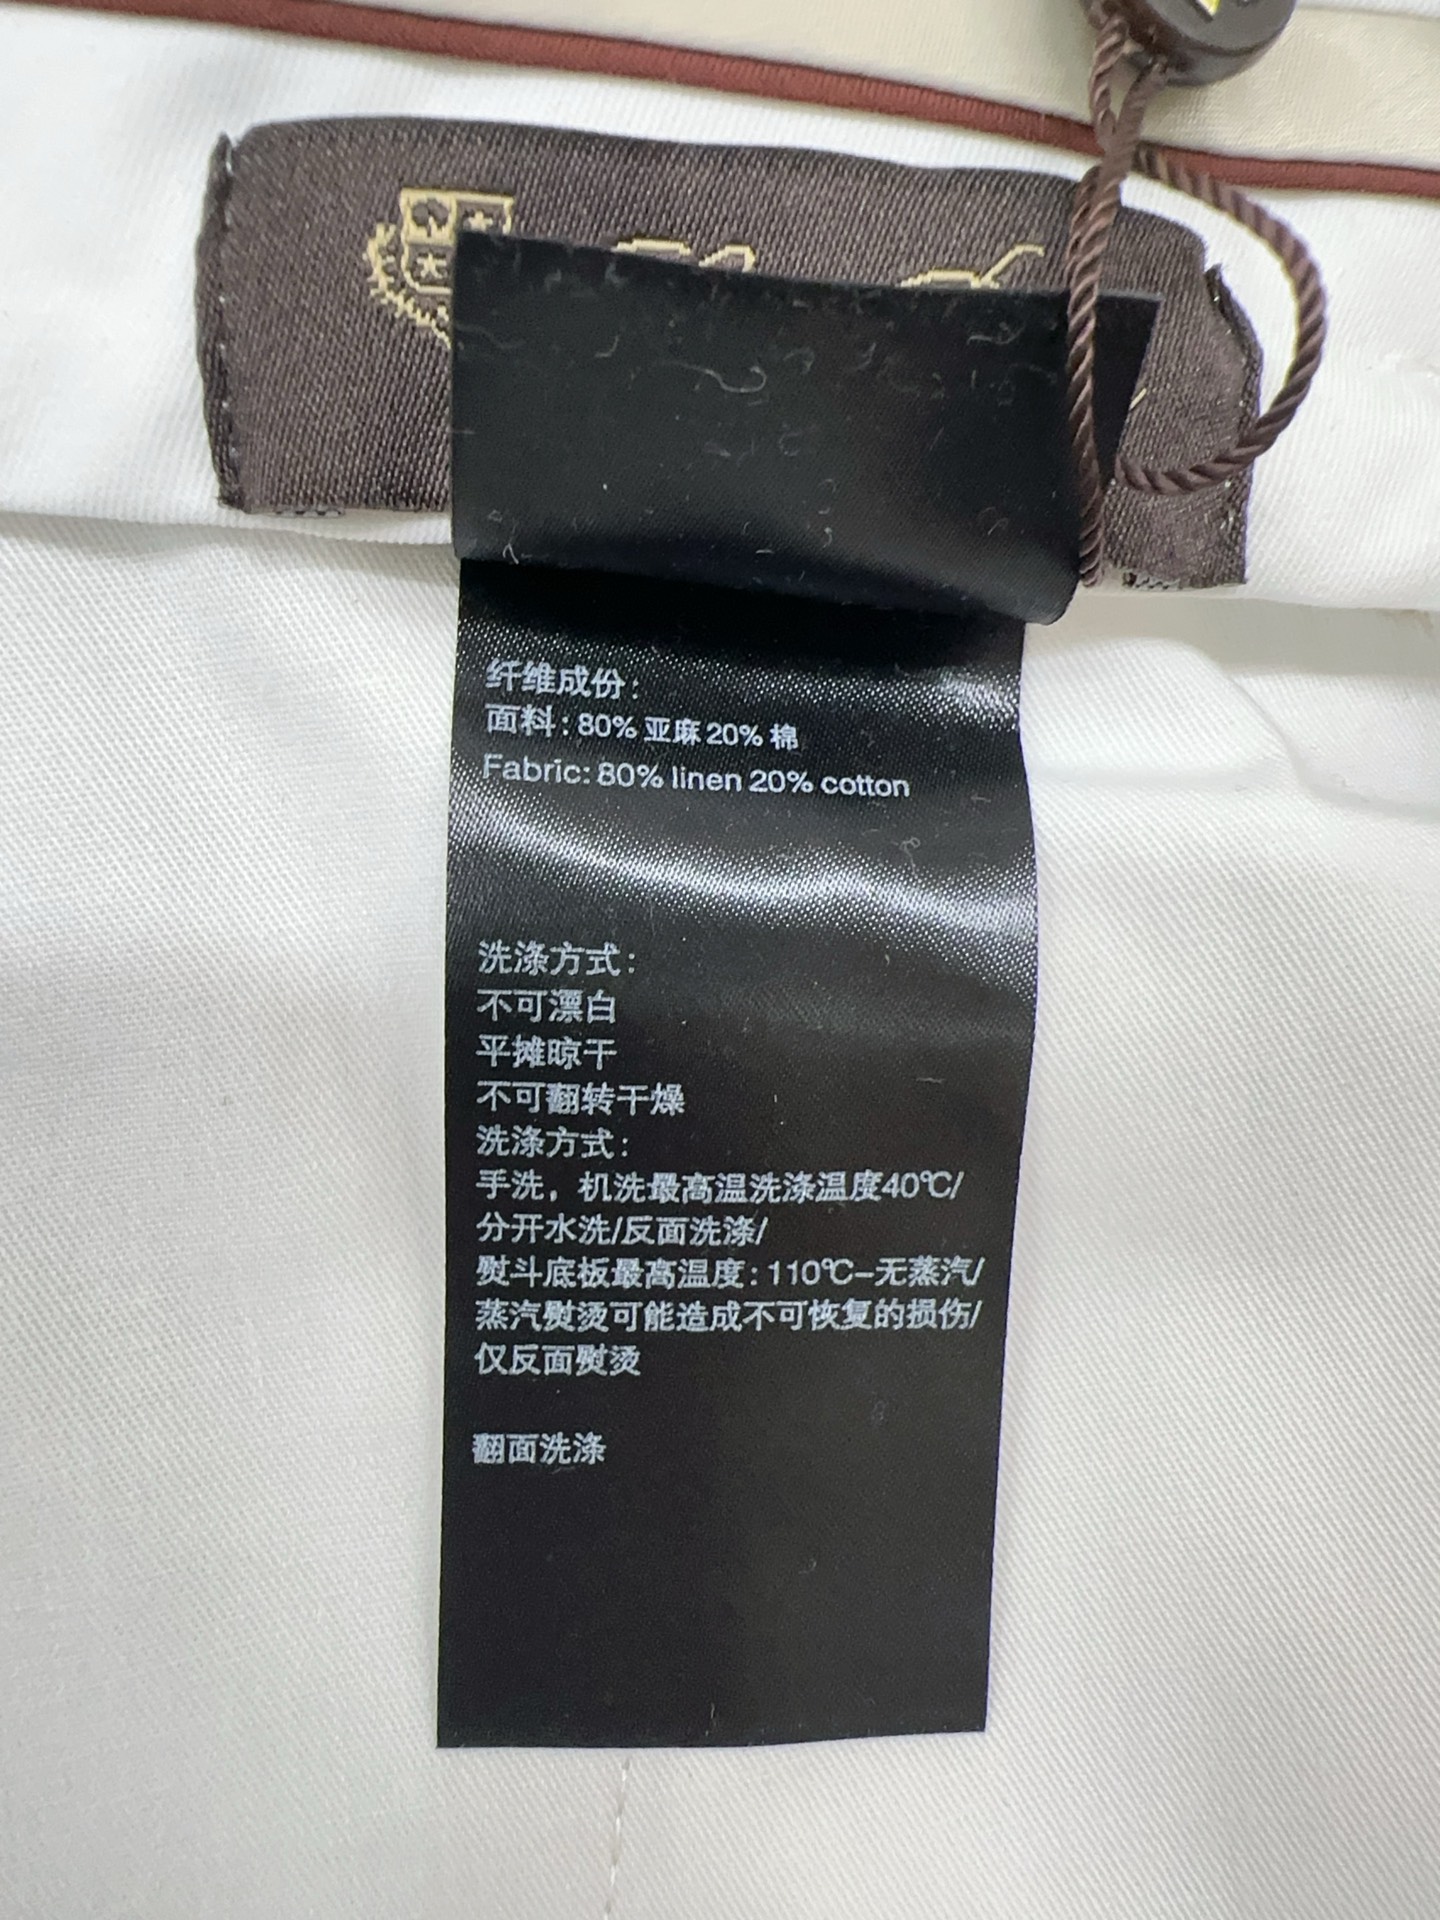 纤维成份：
面料：80% 亚麻 20% 棉
Fabric: 80% linen 20% cotton
洗涤方式：
不可漂白
平摊晾干
不可翻转干燥
洗涤方式：
手洗，机洗最高温洗涤温度40℃/
分开水洗/反面洗涤/
熨斗底板最高温度：110℃-无蒸汽/
蒸汽熨烫可能造成不可恢复的损伤/
仅反面熨烫
翻面洗涤